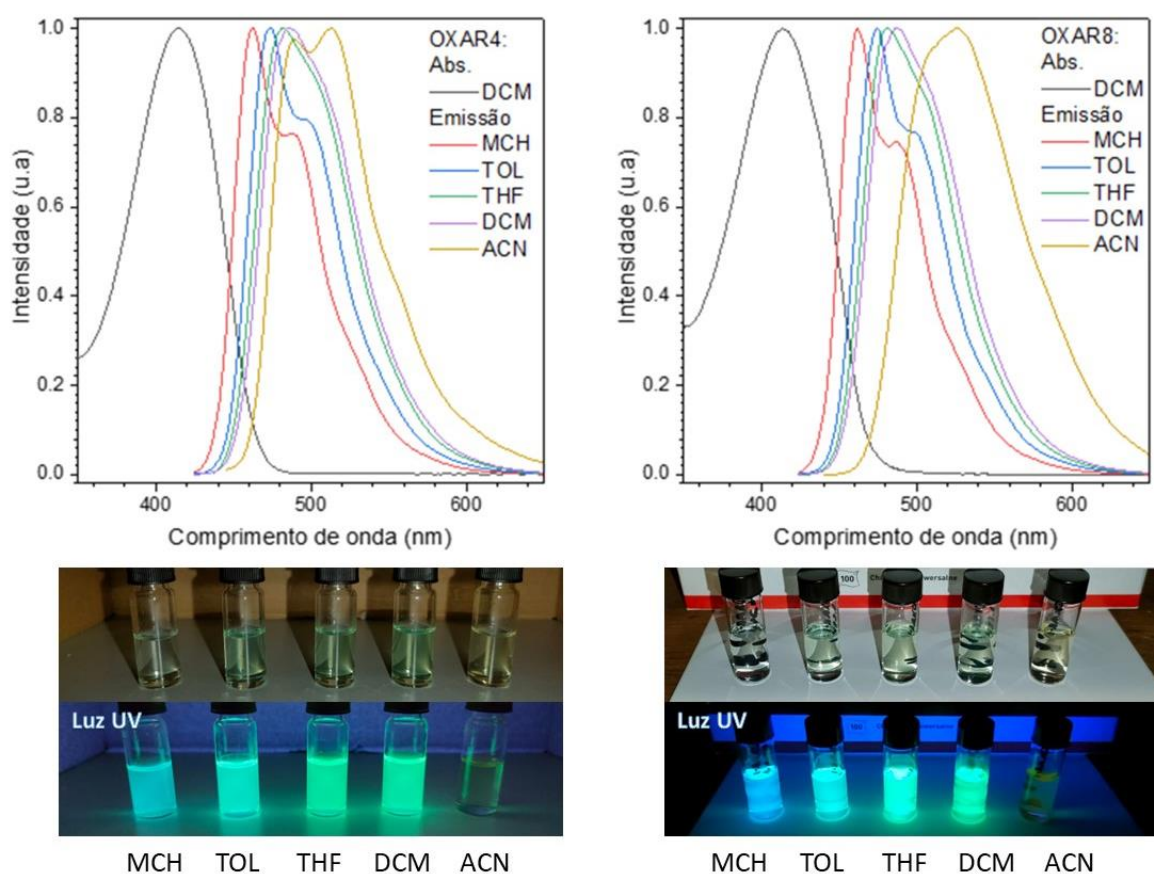 1.0
0.8
0.6
0.4
0.2
0.0
Intensidade (u.a)
OXAR4:
Abs.
DCM
Emissão
MCH
TOL
THF
DCM
ACN
400
500
600
Comprimento de onda (nm)
1.0
0.8
0.6
0.4
0.2
0.0
Intensidade (u.a)
OXAR8:
Abs.
DCM
Emissão
MCH
TOL
THF
DCM
ACN
400
500
600
Comprimento de onda (nm)
100
Luz UV
Luz UV
100
MCH TOL THF DCM ACN
MCH TOL THF DCM ACN